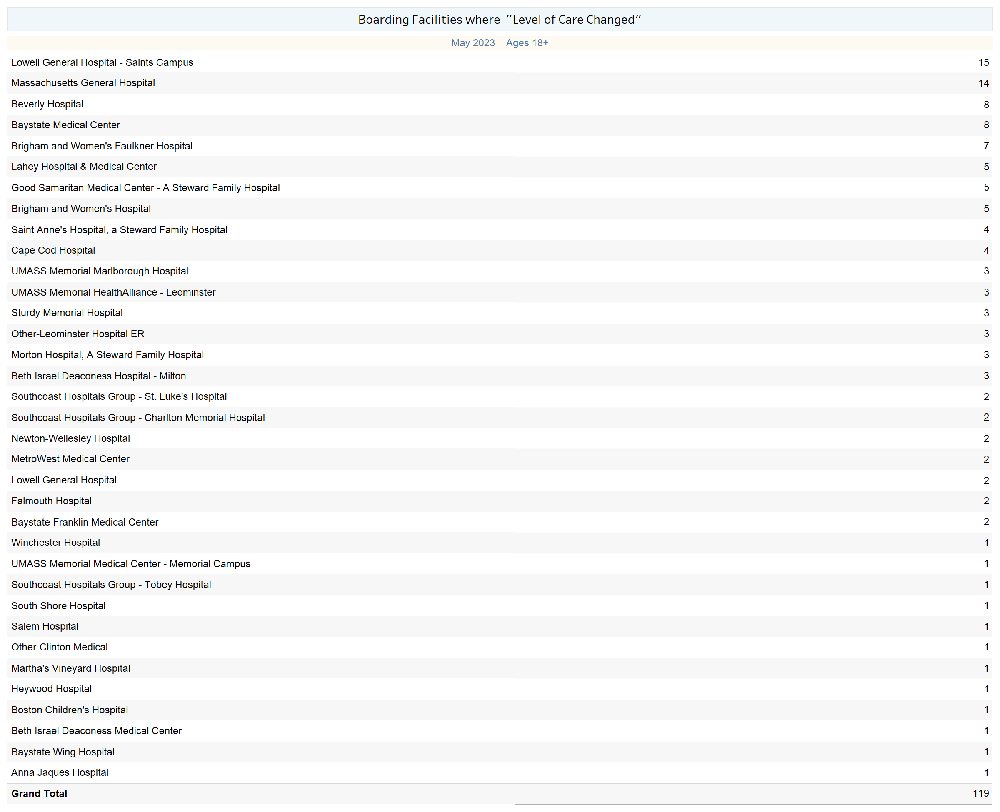 Boarding Facilities where "Level of Care Changed"
May 2023 Ages 18+
Lowell General Hospital - Saints Campus 15
Massachusetts General Hospital 14
Beverly Hospital 8
Baystate Medical Center 8
Brigham and Women's Faulkner Hospital 7
Lahey Hospital & Medical Center 5
Good Samaritan Medical Center - A Steward Family Hospital 5
Brigham and Women's Hospital 5
Saint Anne's Hospital, a Steward Family Hospital 4
Cape Cod Hospital 4
UMASS Memorial Marlborough Hospital 3
UMASS Memorial HealthAlliance - Leominster 3
Sturdy Memorial Hospital 3
Other-Leominster Hospital ER 3
Morton Hospital, A Steward Family Hospital 3
Beth Israel Deaconess Hospital - Milton 3
Southcoast Hospitals Group - St. Luke's Hospital 2
Southcoast Hospitals Group - Charlton Memorial Hospital 2
Newton-Wellesley Hospital 2
MetroWest Medical Center 2
Lowell General Hospital 2
Falmouth Hospital 2
Baystate Franklin Medical Center 2
Winchester Hospital 1
UMASS Memorial Medical Center - Memorial Campus 1
Southcoast Hospitals Group - Tobey Hospital 1
South Shore Hospital 1
Salem Hospital 1
Other-Clinton Medical 1
Martha's Vineyard Hospital 1
Heywood Hospital 1
Boston Children's Hospital 1
Beth Israel Deaconess Medical Center 1
Baystate Wing Hospital 1
Anna Jaques Hospital 1
Grand Total 119